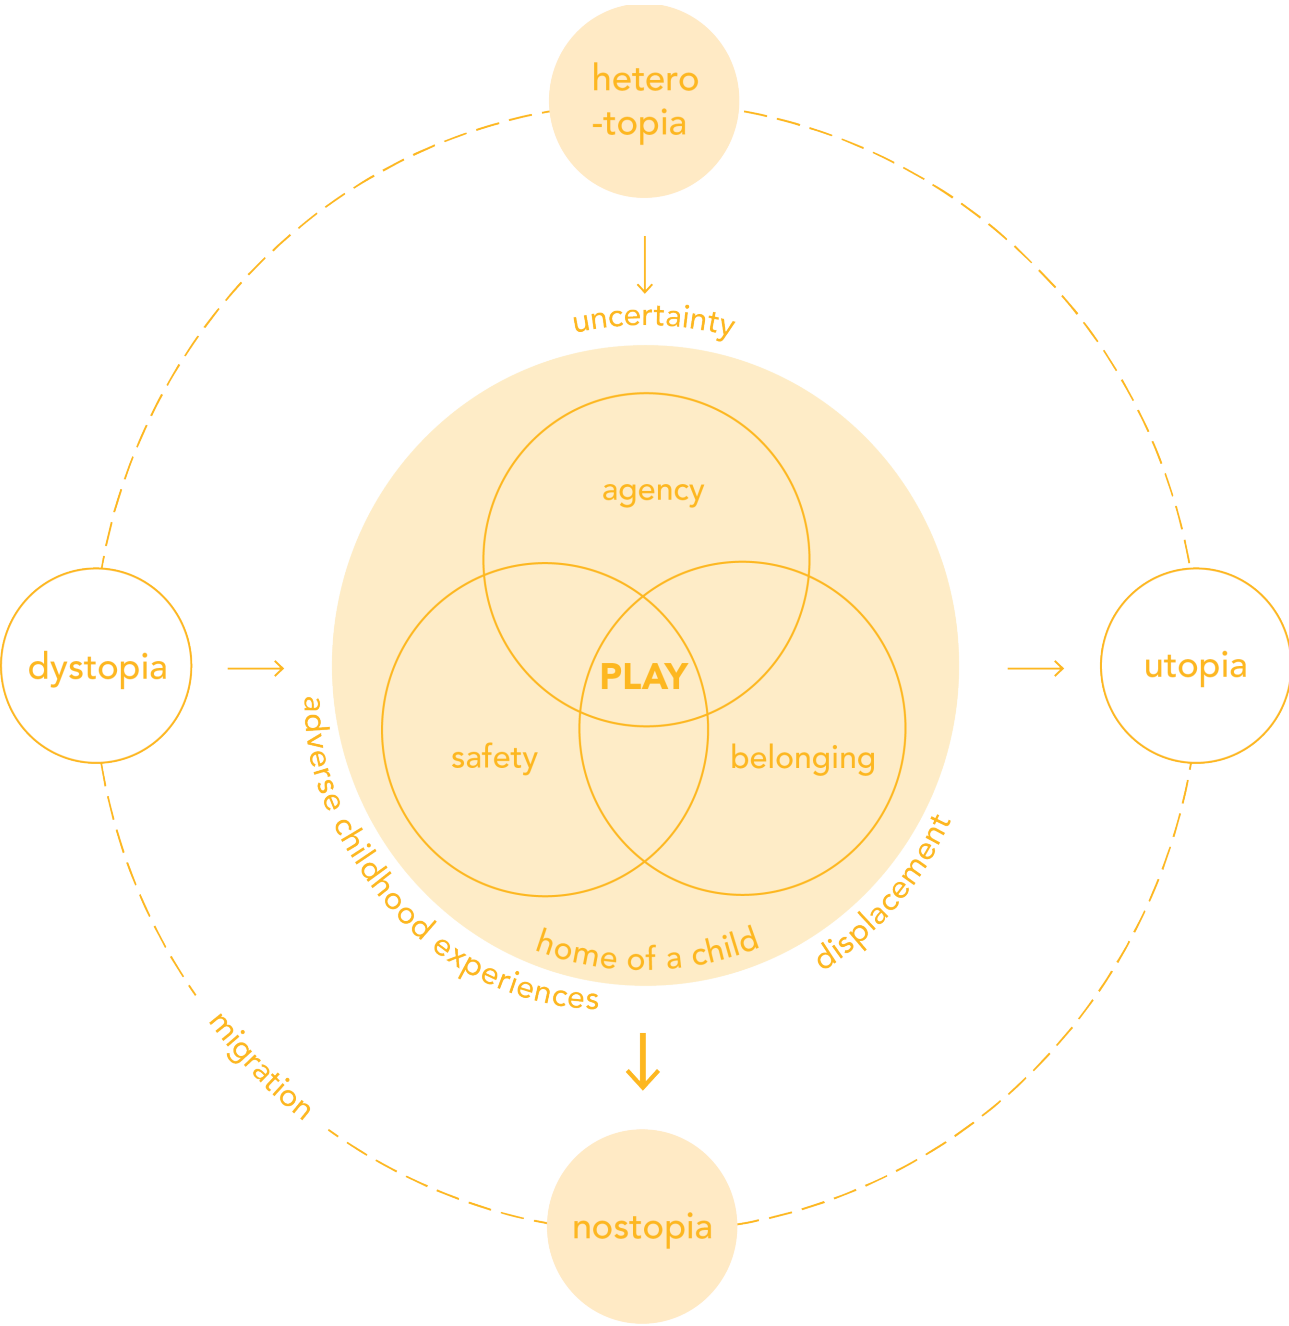 hetero
-topia
uncertainty
agency
dystopia
PLAY
utopia
safety
belonging
adverse childhood experiences
displacement
home of a child
migration
nostopia